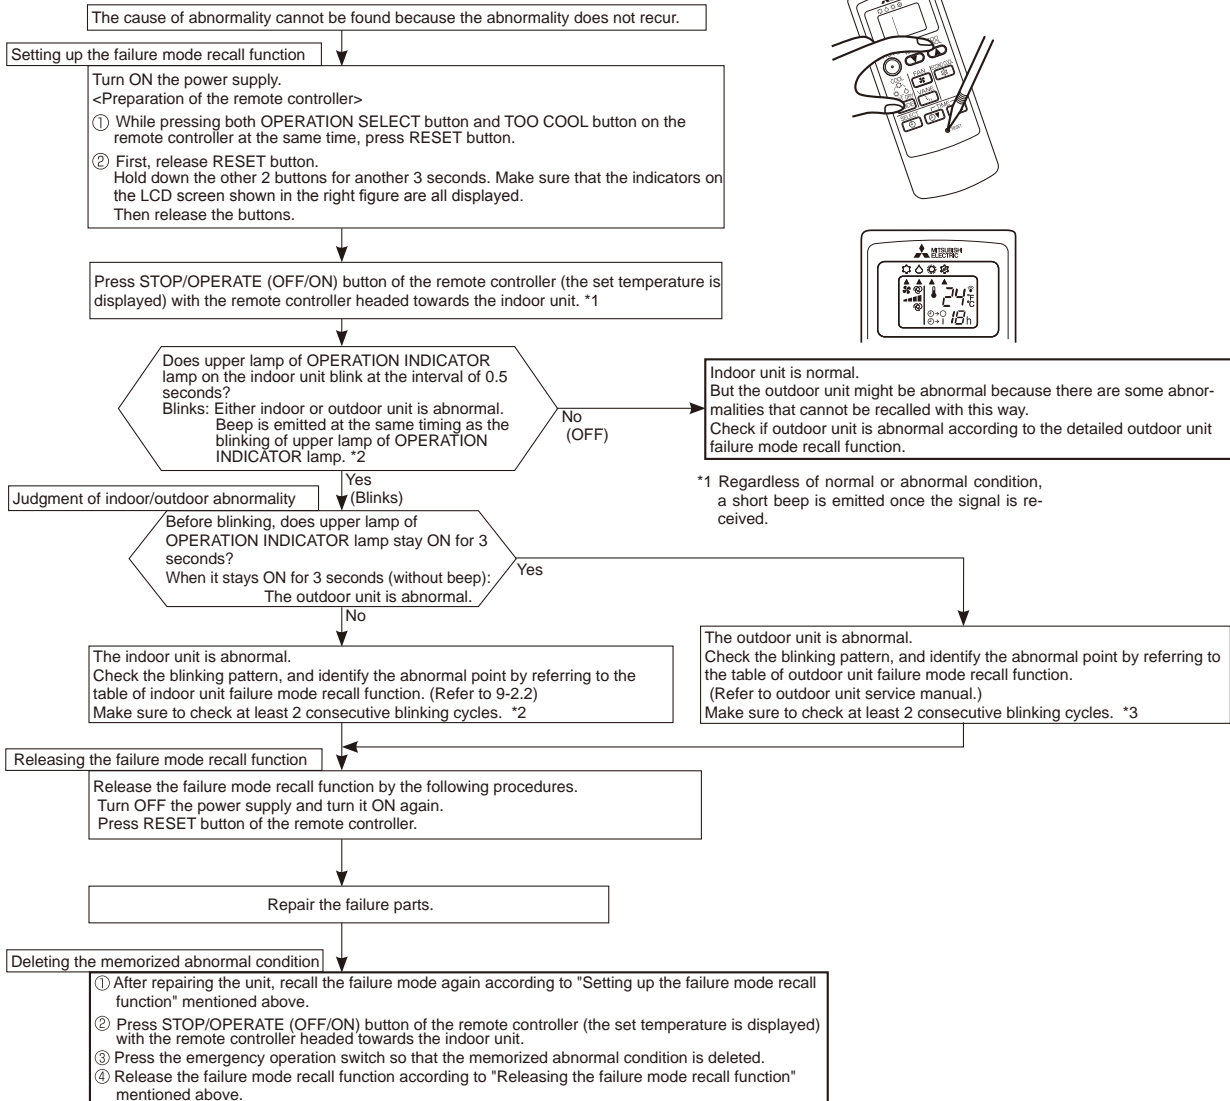 The cause of abnormality cannot be found because the abnormality does not recur.
Setting up the failure mode recall function
Turn ON the power supply.
<Preparation of the remote controller>
① While pressing both OPERATION SELECT button and TOO COOL button on the
remote controller at the same time, press RESET button.
② First, release RESET button.
Hold down the other 2 buttons for another 3 seconds. Make sure that the indicators on
the LCD screen shown in the right figure are all displayed.
Then release the buttons.
FAN
VANE
COOL
RESET
MITSUBISHI
ELECTRIC
24
18h
Press STOP/OPERATE (OFF/ON) button of the remote controller (the set temperature is
displayed) with the remote controller headed towards the indoor unit. *1
Does upper lamp of OPERATION INDICATOR
lamp on the indoor unit blink at the interval of 0.5
seconds?
Blinks: Either indoor or outdoor unit is abnormal.
Beep is emitted at the same timing as the
blinking of upper lamp of OPERATION
INDICATOR lamp. *2
No
(OFF)
Indoor unit is normal.
But the outdoor unit might be abnormal because there are some abnor-
malities that cannot be recalled with this way.
Check if outdoor unit is abnormal according to the detailed outdoor unit
failure mode recall function.
Yes
(Blinks)
*1 Regardless of normal or abnormal condition,
a short beep is emitted once the signal is re-
ceived.
Judgment of indoor/outdoor abnormality
Before blinking, does upper lamp of
OPERATION INDICATOR lamp stay ON for 3
seconds?
When it stays ON for 3 seconds (without beep):
The outdoor unit is abnormal.
Yes
No
The indoor unit is abnormal.
Check the blinking pattern, and identify the abnormal point by referring to the
table of indoor unit failure mode recall function. (Refer to 9-2.2)
Make sure to check at least 2 consecutive blinking cycles. *2
The outdoor unit is abnormal.
Check the blinking pattern, and identify the abnormal point by referring to
the table of outdoor unit failure mode recall function.
(Refer to outdoor unit service manual.)
Make sure to check at least 2 consecutive blinking cycles. *3
Releasing the failure mode recall function
Release the failure mode recall function by the following procedures.
Turn OFF the power supply and turn it ON again.
Press RESET button of the remote controller.
Repair the failure parts.
Deleting the memorized abnormal condition
① After repairing the unit, recall the failure mode again according to "Setting up the failure mode recall
function" mentioned above.
② Press STOP/OPERATE (OFF/ON) button of the remote controller (the set temperature is displayed)
with the remote controller headed towards the indoor unit.
③ Press the emergency operation switch so that the memorized abnormal condition is deleted.
④ Release the failure mode recall function according to "Releasing the failure mode recall function"
mentioned above.